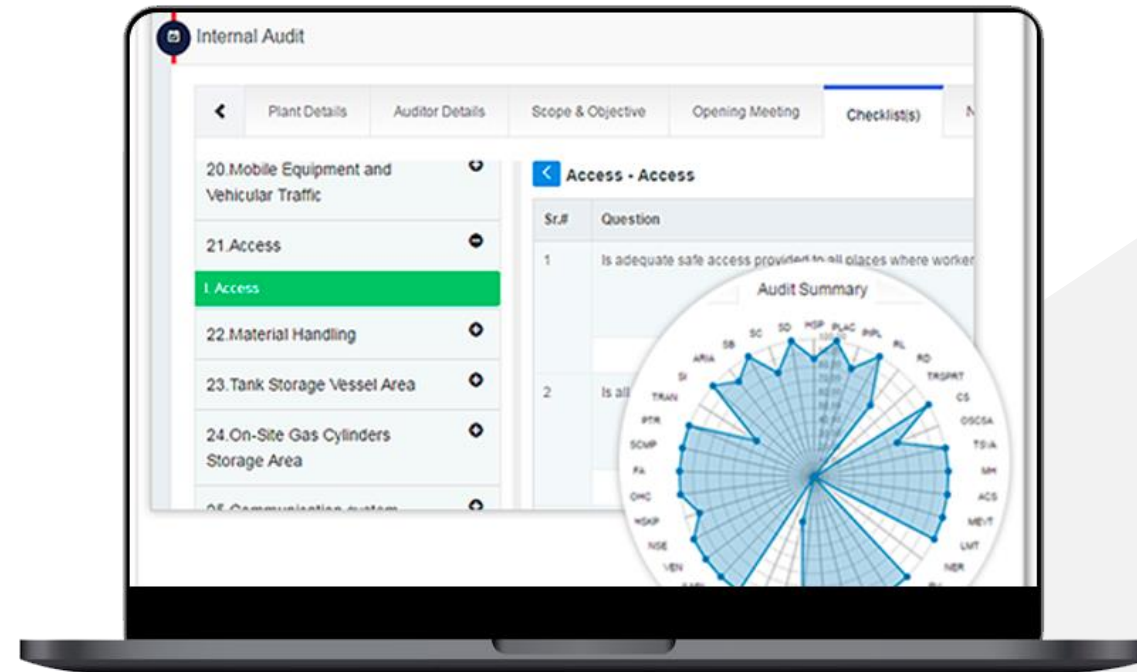 Internal Audit
Plant Details
Auditor Details
Scope & Objective
Opening Meeting
Checklist(s)
20.Mobile Equipment and
Vehicular Traffic
21.Access
I. Access
22.Material Handling
23.Tank Storage Vessel Area
24.On-Site Gas Cylinders
Storage Area
Access - Access
Sr.# Question
1 Is adequate safe access provided to all places where worker
2 Is all
Audit Summary
HSP
PLAC
PIPL
RL
RD
TRSPRT
CS
OSCSA
TSVA
MH
ACS
MEVT
LMT
NER
VEN
NSE
HSKP
OHC
FA
SCMP
PTR
TRAN
SI
ARIA
SB
SC
SD